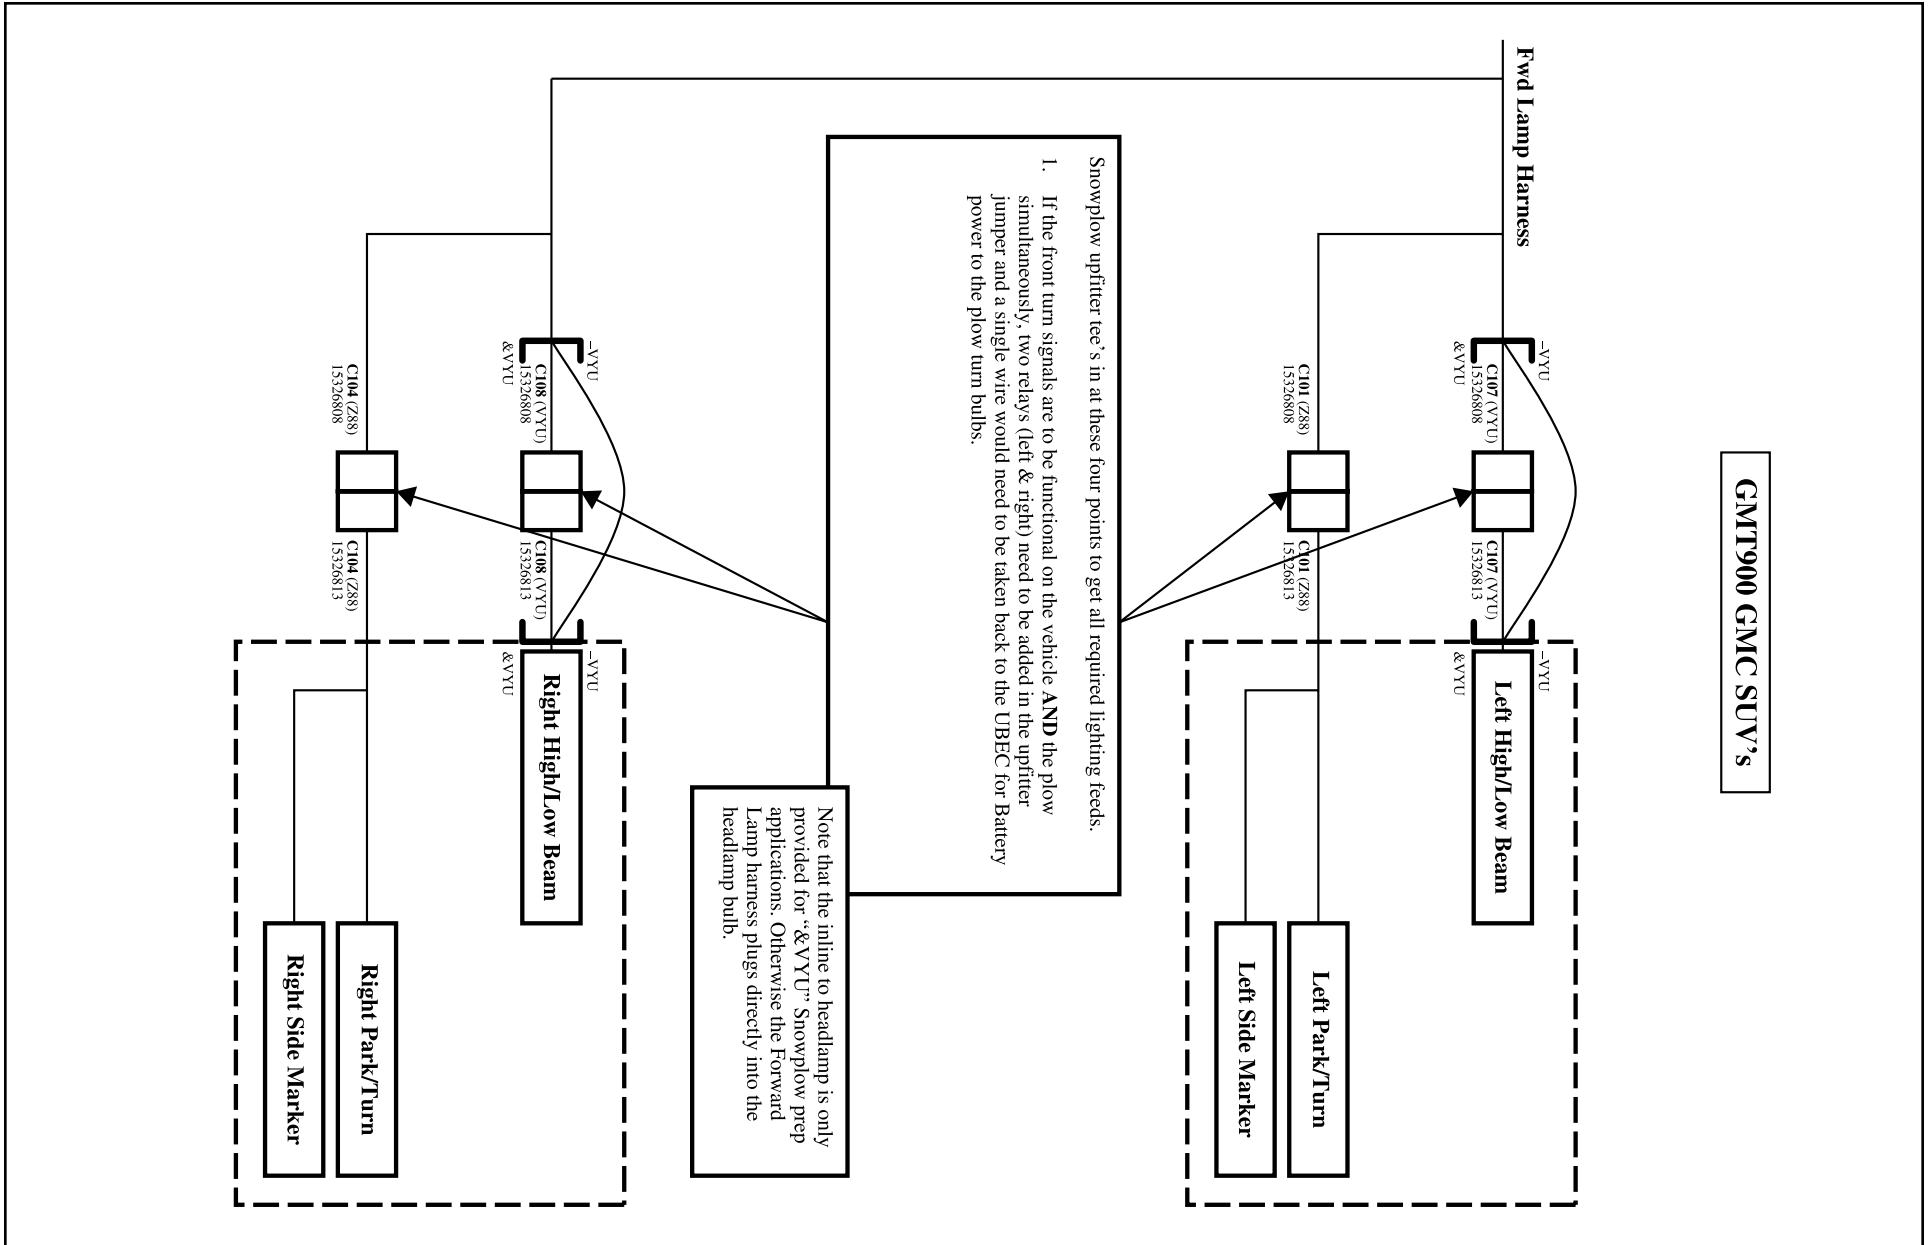 GMT900 GMC SUV's
Fwd Lamp Harness
–VYU
&VYU
C107 (VYU)
15326808
C107 (VYU)
15326813
–VYU
&VYU
Left High/Low Beam
C101 (Z88)
15326808
C101 (Z88)
15326813
Left Park/Turn
Left Side Marker
Snowplow upfitter tee's in at these four points to get all required lighting feeds.
1. If the front turn signals are to be functional on the vehicle AND the plow
simultaneously, two relays (left & right) need to be added in the upfitter
jumper and a single wire would need to be taken back to the UBEC for Battery
power to the plow turn bulbs.
Note that the inline to headlamp is only
provided for “&VYU” Snowplow prep
applications. Otherwise the Forward
Lamp harness plugs directly into the
headlamp bulb.
–VYU
&VYU
C108 (VYU)
15326808
C108 (VYU)
15326813
–VYU
&VYU
Right High/Low Beam
C104 (Z88)
15326808
C104 (Z88)
15326813
Right Park/Turn
Right Side Marker